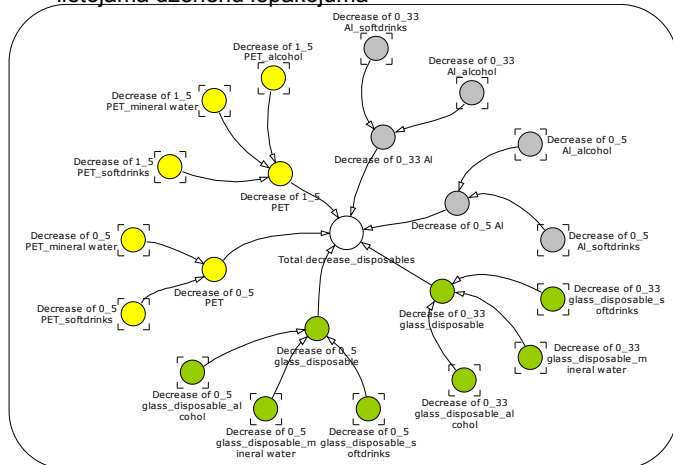 lietojamā dzērienu iepakojuma
Decrease of 0_33
Al_softdrinks
Decrease of 1_5
PET_alcohol
Decrease of 0_33
Al_alcohol
Decrease of 1_5
PET_mineral water
Decrease of 0_5
Al_alcohol
Decrease of 0_33 Al
Decrease of 1_5
PET_softdrinks
Decrease of 1_5
PET
Decrease of 0_5 Al
Decrease of 0_5
PET_mineral water
Decrease of 0_5
Al_softdrinks
Total decrease_disposables
Decrease of 0_5
PET
Decrease of 0_33
glass_disposable_s
oftdrinks
Decrease of 0_33
glass_disposable
Decrease of 0_5
PET_softdrinks
Decrease of 0_5
glass_disposable
Decrease of 0_33
glass_disposable_m
ineral water
Decrease of 0_5
glass_disposable_al
cohol
Decrease of 0_33
glass_disposable_al
cohol
Decrease of 0_5
glass_disposable_m
ineral water
Decrease of 0_5
glass_disposable_s
oftdrinks